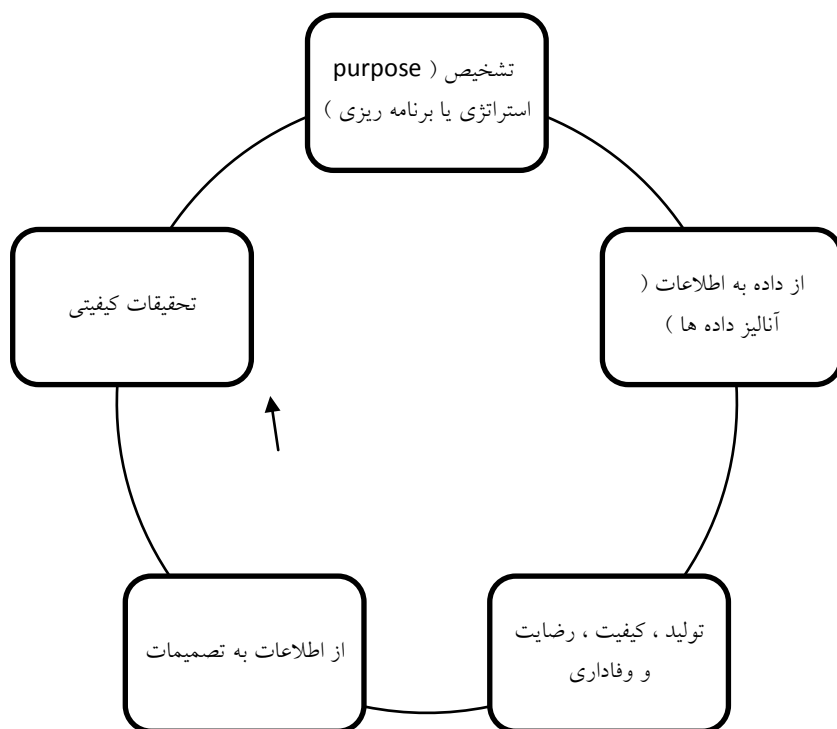 تشخیص ( purpose
استراتژی یا برنامه ریزی )
از داده به اطلاعات (
آنالیز داده ها )
تولید ، کیفیت ، رضایت
و وفاداری
از اطلاعات به تصمیمات
تحقیقات کیفیتی